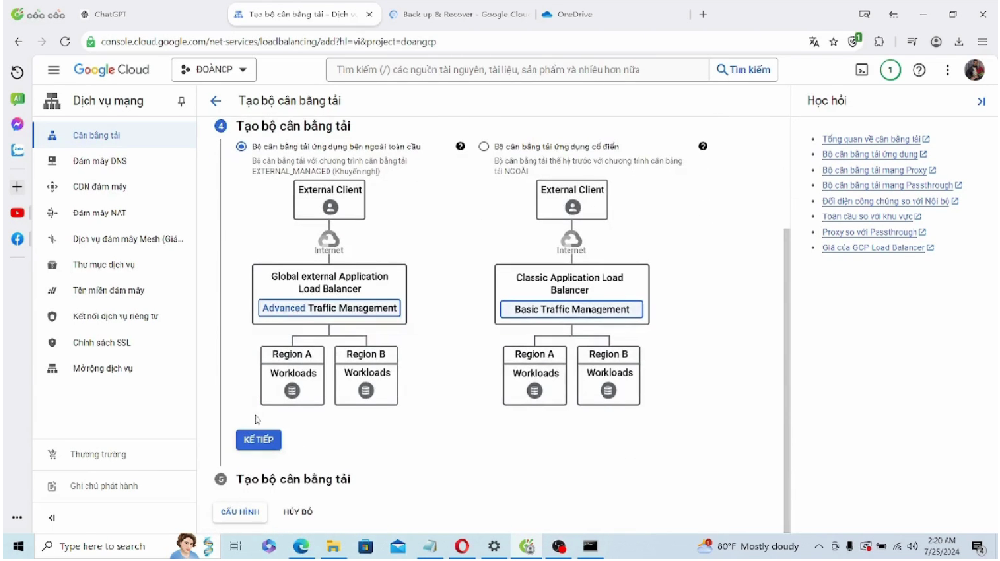 CỐC CỐC
ChatGPT
Tạo bộ cân bằng tải – Dịch v
Back up & Recover - Google Clou
OneDrive
console.cloud.google.com/net-services/loadbalancing/add?hl=vi&project=doangcp
Google Cloud
ĐOÀNCP
Tìm kiếm (/) các nguồn tài nguyên, tài liệu, sản phẩm và nhiều hơn nữa
Tìm kiếm
1
Dịch vụ mạng
Tạo bộ cân bằng tải
Học hỏi
Cân bằng tải
Đám mây DNS
CDN đám mây
Đám mây NAT
Dịch vụ đám mây Mesh (Giá...
Thư mục dịch vụ
Tên miền đám mây
Kết nối dịch vụ riêng tư
Chính sách SSL
Mở rộng dịch vụ
Thương trường
Ghi chú phát hành
4 Tạo bộ cân bằng tải
Bộ cân bằng tải ứng dụng bên ngoài toàn cầu
Bộ cân bằng tải với chương trình cân bằng tải
EXTERNAL_MANAGED (Khuyến nghị)
External Client
Internet
Global external Application
Load Balancer
Advanced Traffic Management
Region A
Workloads
Region B
Workloads
Bộ cân bằng tải ứng dụng cổ điển
Bộ cân bằng tải thế hệ trước với chương trình cân bằng
tải NGOÀI
External Client
Internet
Classic Application Load
Balancer
Basic Traffic Management
Region A
Workloads
Region B
Workloads
KẾ TIẾP
5 Tạo bộ cân bằng tải
CẤU HÌNH
HỦY BỎ
Tổng quan về cân bằng tải
Bộ cân bằng tải ứng dụng
Bộ cân bằng tải mạng Proxy
Bộ cân bằng tải mạng Passthrough
Đối diện công chúng so với Nội bộ
Toàn cầu so với khu vực
Proxy so với Passthrough
Giá của GCP Load Balancer
Type here to search
80°F Mostly cloudy
2:20 AM
7/25/2024